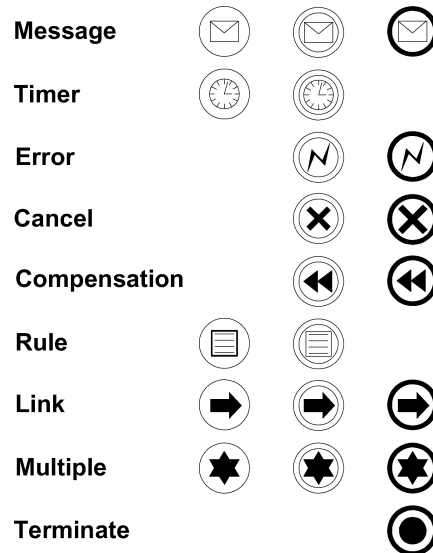 Message
Timer
Error
Cancel
Compensation
Rule
Link
Multiple
Terminate